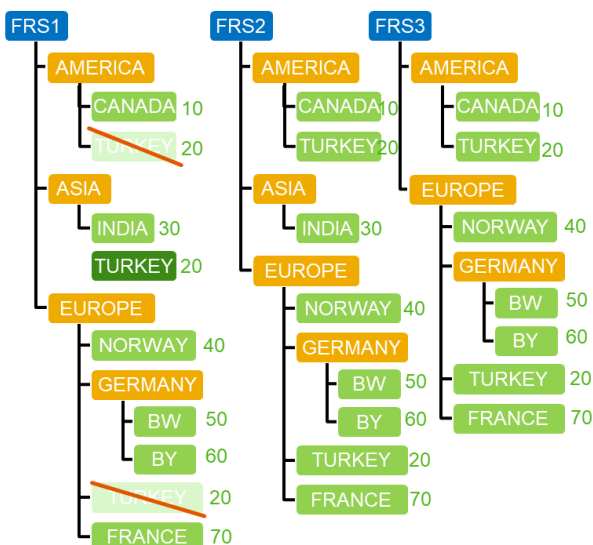 FRS1
AMERICA
CANADA 10
TURKEY 20
ASIA
INDIA 30
TURKEY 20
EUROPE
NORWAY 40
GERMANY
BW 50
BY 60
TURKEY 20
FRANCE 70
FRS2
AMERICA
CANADA 10
TURKEY 20
ASIA
INDIA 30
EUROPE
NORWAY 40
GERMANY
BW 50
BY 60
TURKEY 20
FRANCE 70
FRS3
AMERICA
CANADA 10
TURKEY 20
EUROPE
NORWAY 40
GERMANY
BW 50
BY 60
TURKEY 20
FRANCE 70